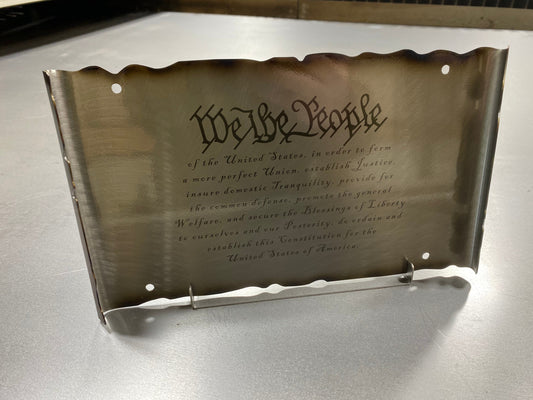 We the People
of the United States, in order to form
a more perfect Union, establish Justice,
insure domestic Tranquility, provide for
the common defense, promote the general
Welfare, and secure the Blessings of Liberty
to ourselves and our Posterity, do ordain and
establish this Constitution for the
United States of America.